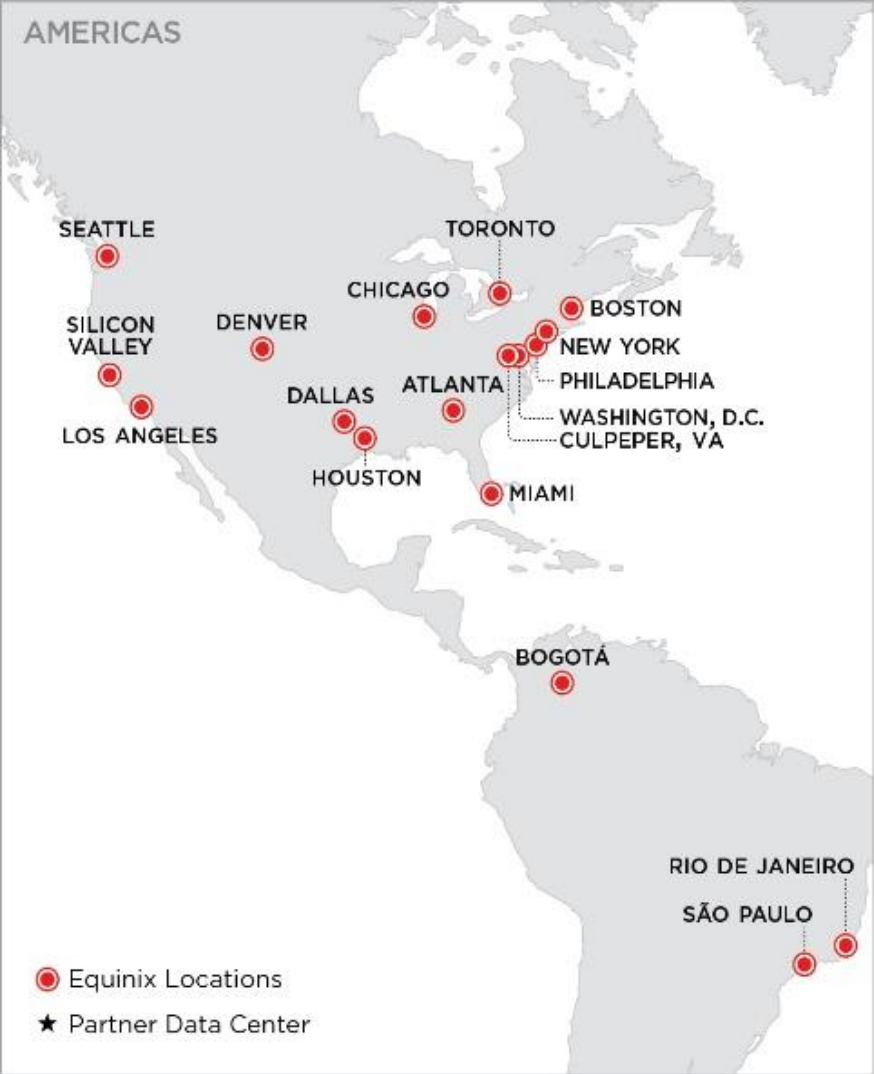 AMERICAS
SEATTLE
TORONTO
CHICAGO
BOSTON
SILICON
VALLEY
DENVER
NEW YORK
PHILADELPHIA
DALLAS
ATLANTA
WASHINGTON, D.C.
LOS ANGELES
CULPEPER, VA
HOUSTON
MIAMI
BOGOTÁ
RIO DE JANEIRO
SÃO PAULO
Equinix Locations
Partner Data Center